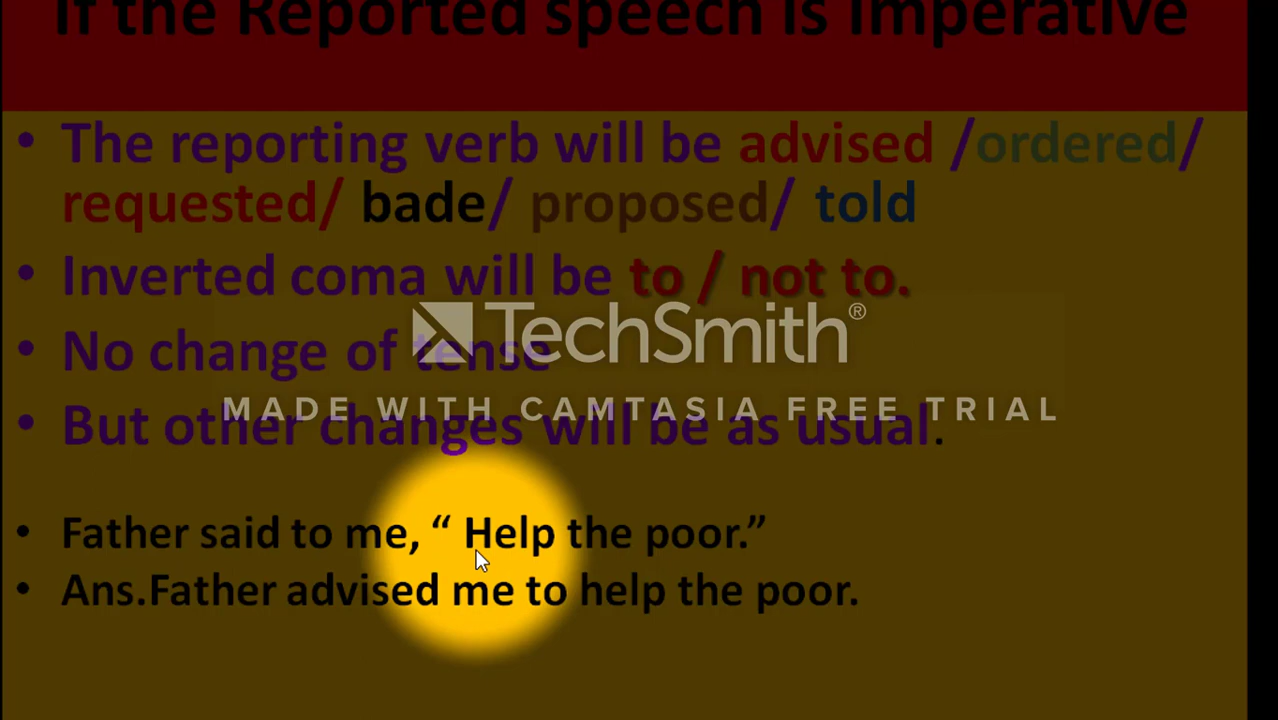 If the Reported speech is Imperative
• The reporting verb will be advised /ordered/
requested/ bade/ proposed/ told
• Inverted coma will be to / not to.
• No change of tense
• But other changes will be as usual.
TechSmith®
MADE WITH CAMTASIA FREE TRIAL
• Father said to me, “ Help the poor.”
• Ans.Father advised me to help the poor.